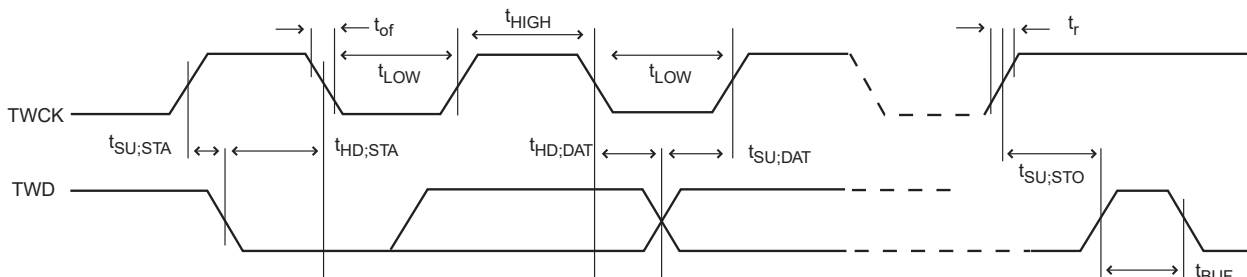 t_of
t_HIGH
t_r
t_LOW
t_LOW
TWCK
t_SU;STA
t_HD;STA
t_HD;DAT
t_SU;DAT
TWD
t_SU;STO
t_BUF